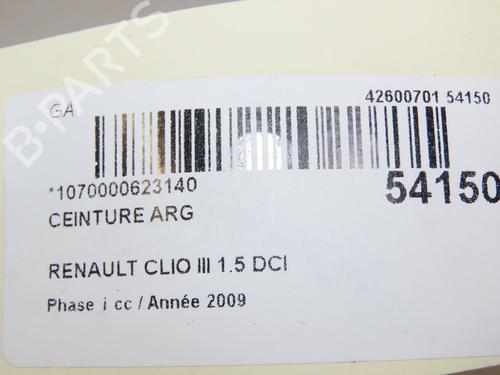 GA
42600701 54150
*1070000623140
54150
CEINTURE ARG
RENAULT CLIO III 1.5 DCI
Phase i cc / Année 2009
B-PARTS